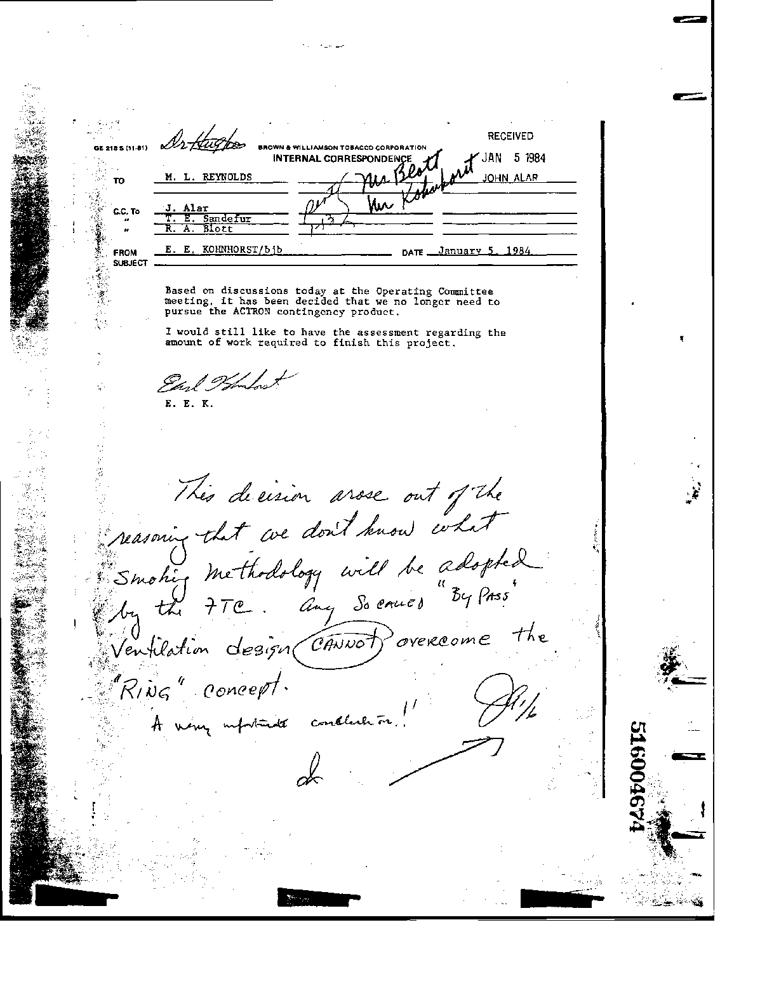 GE 218 S (11-81) Dr Hughes BROWN & WILLIAMSON TOBACCO CORPORATION
INTERNAL CORRESPONDENCE
RECEIVED
JAN 5 1984
JOHN ALAR
Mr Blott
Mr Kohnhorst
TO M. L. REYNOLDS
C.C. To J. Alar
" T. E. Sandefur
" R. A. Blott
FROM E. E. KOHNHORST/bjb DATE January 5, 1984
SUBJECT
Based on discussions today at the Operating Committee
meeting, it has been decided that we no longer need to
pursue the ACTRON contingency product.
I would still like to have the assessment regarding the
amount of work required to finish this project.
Earl Kohnhorst
E. E. K.
This decision arose out of the
reasoning that we don't know what
Smoking Methodology will be adopted
by the FTC. Any So called "By Pass"
Ventilation design CANNOT overcome the
"RING" concept.
A very important conclusion!!
516004674